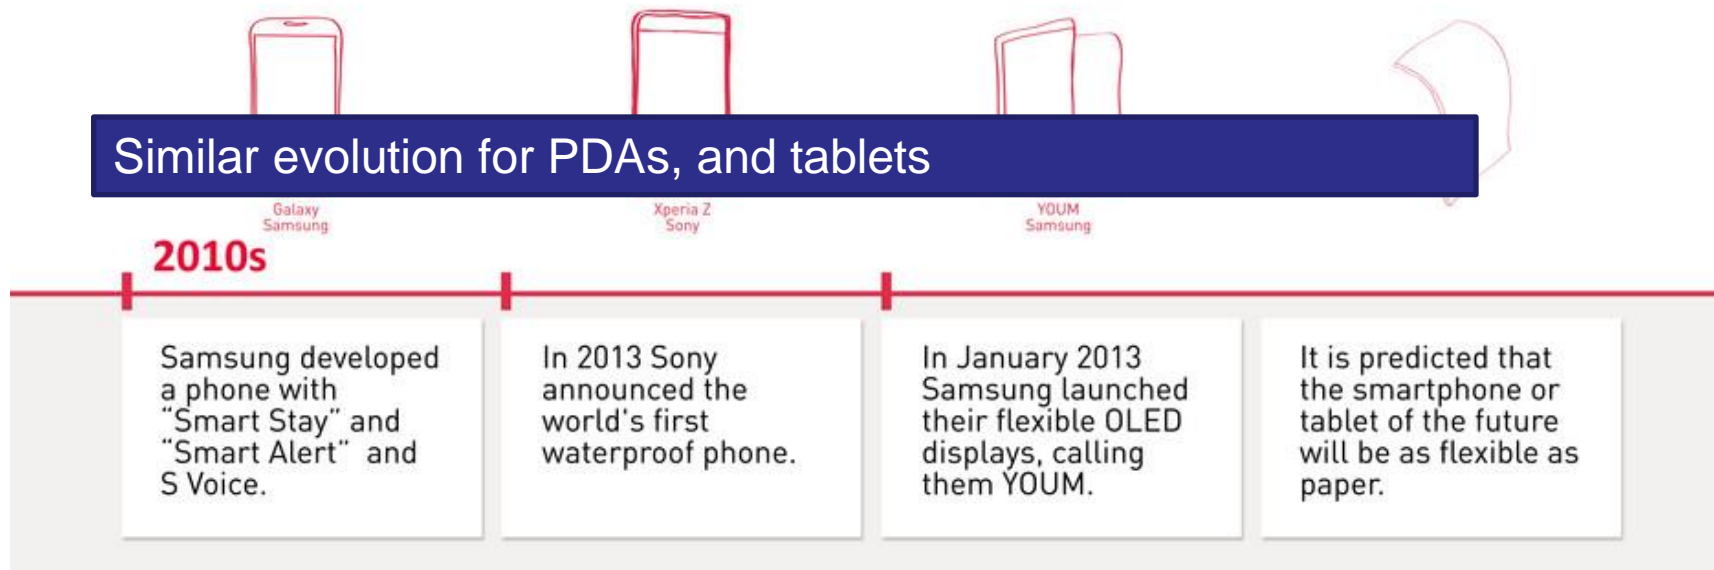 Similar evolution for PDAs, and tablets
Galaxy
Samsung
Xperia Z
Sony
YOUM
Samsung
2010s
Samsung developed
a phone with
“Smart Stay” and
“Smart Alert” and
S Voice.
In 2013 Sony
announced the
world's first
waterproof phone.
In January 2013
Samsung launched
their flexible OLED
displays, calling
them YOUM.
It is predicted that
the smartphone or
tablet of the future
will be as flexible as
paper.